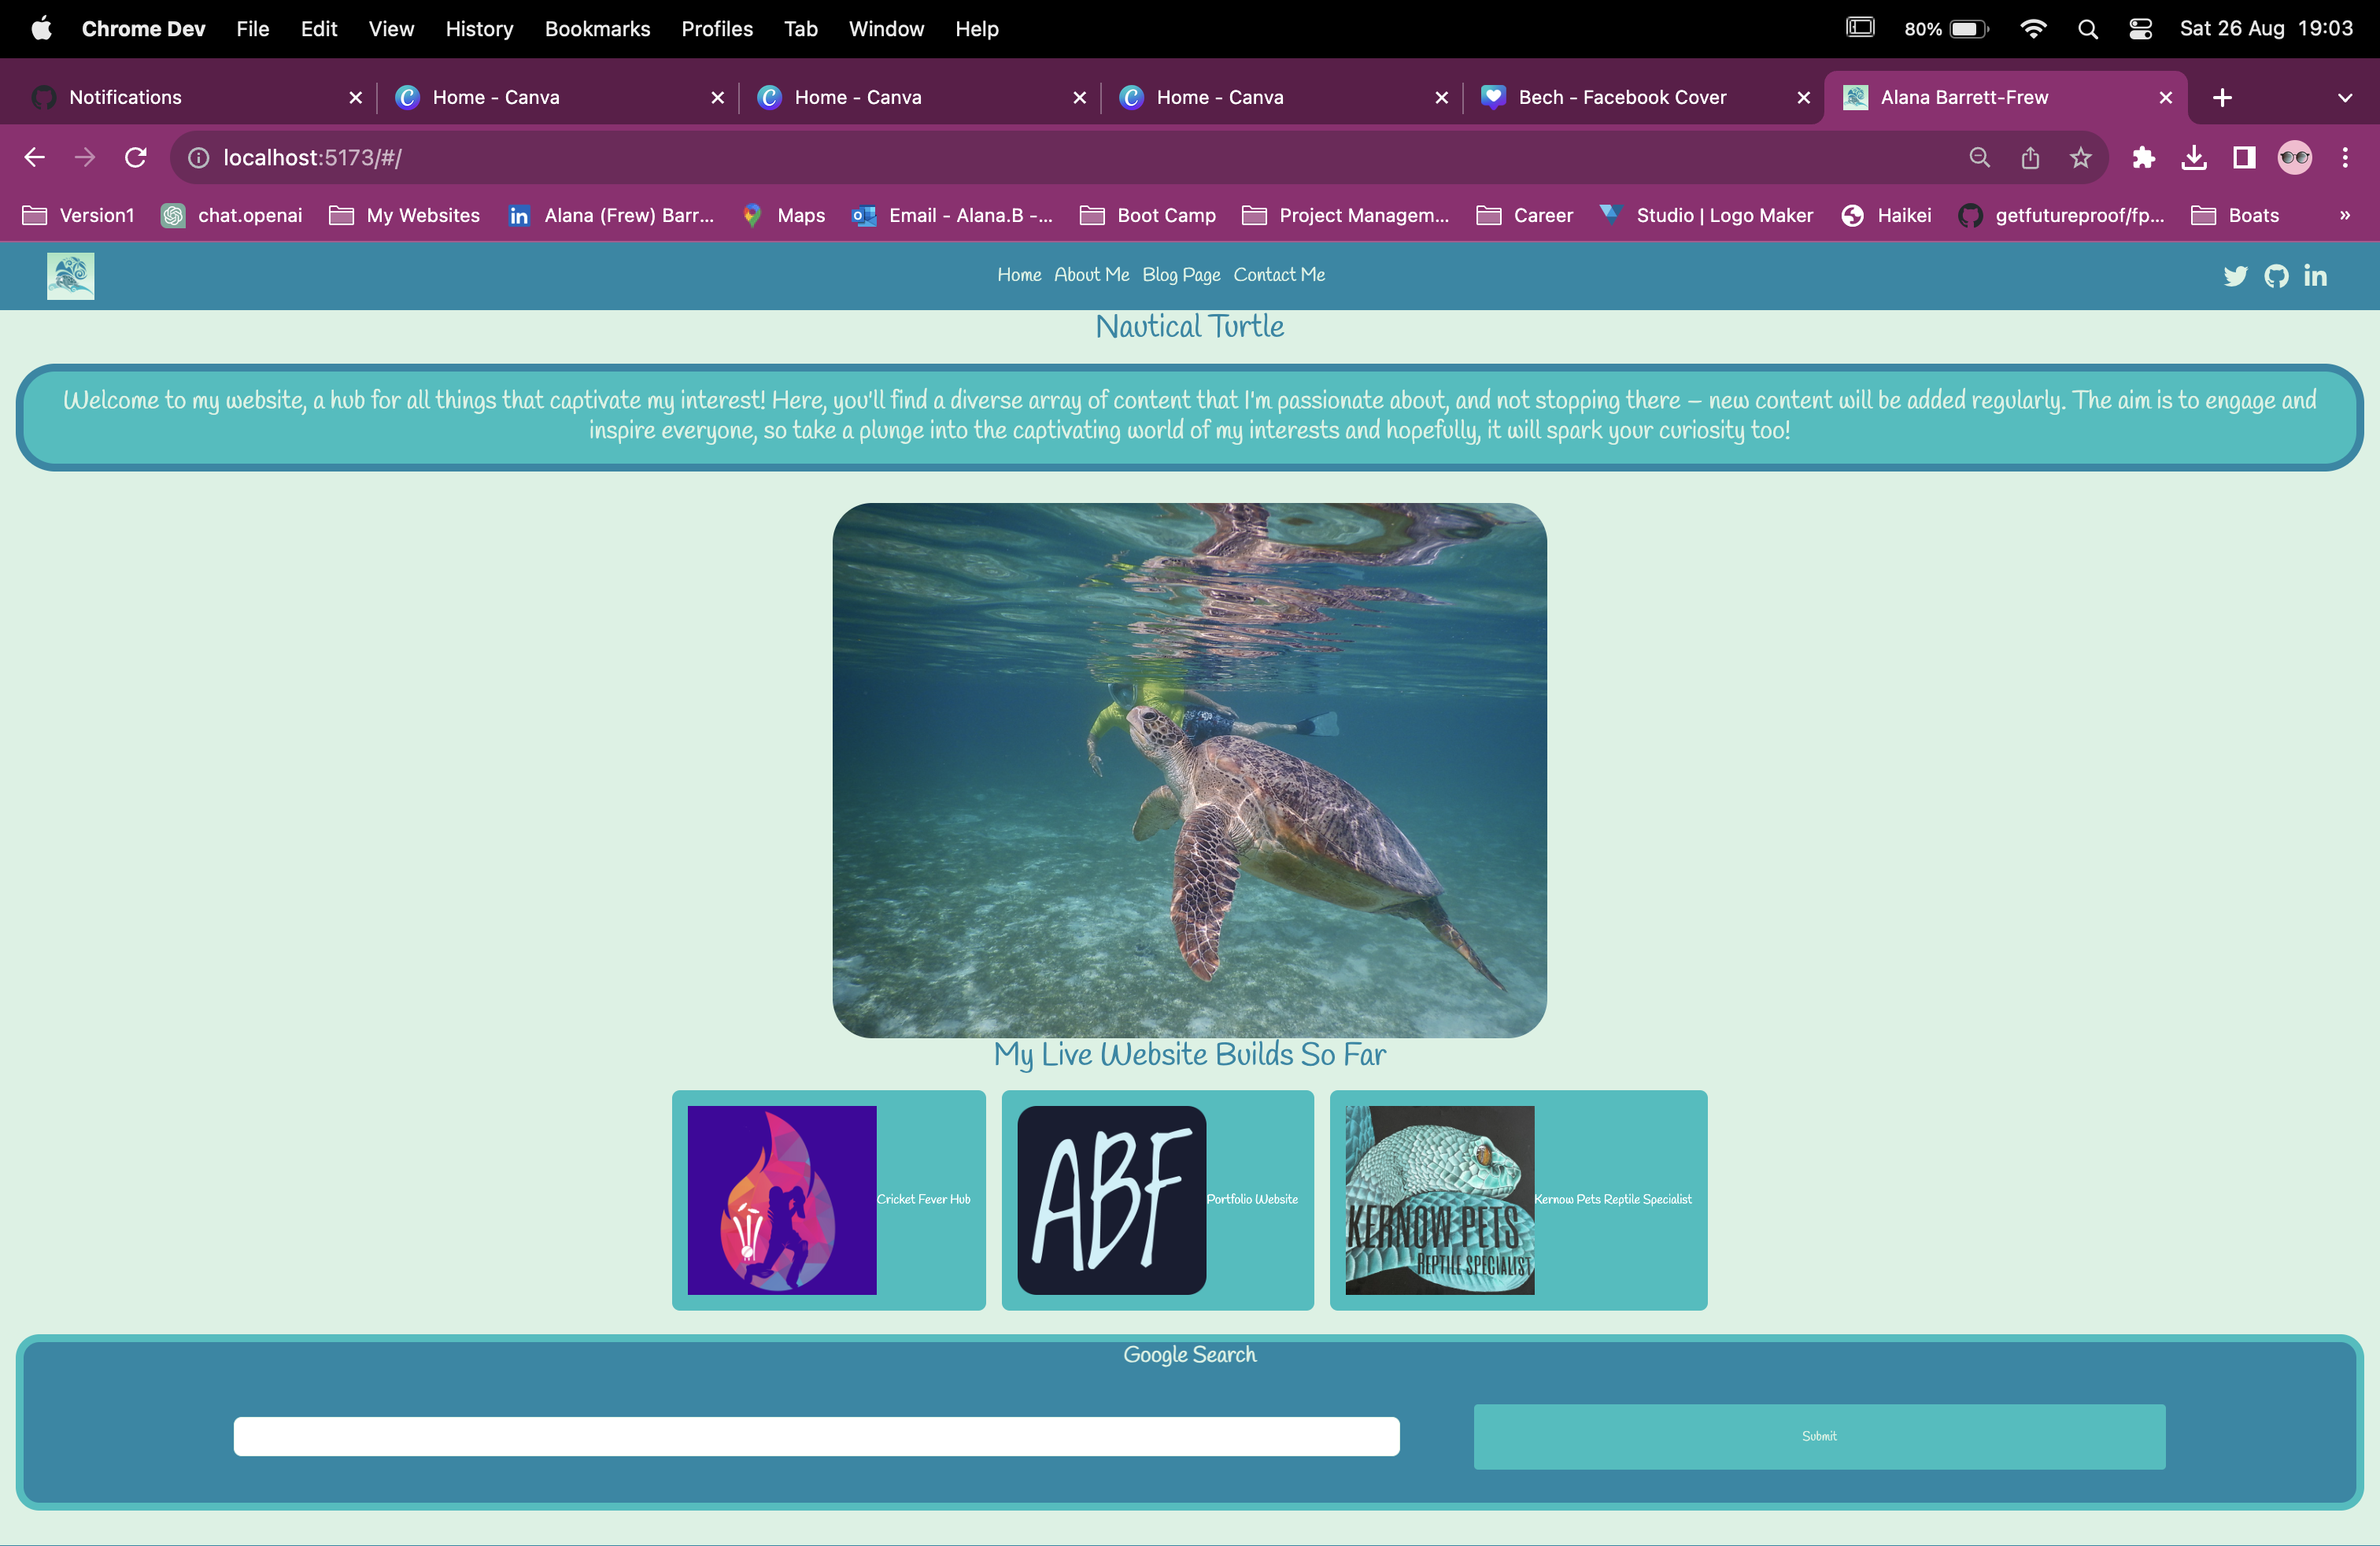 Chrome Dev File Edit View History Bookmarks Profiles Tab Window Help 80% Sat 26 Aug 19:03
Notifications Home - Canva Home - Canva Home - Canva Bech - Facebook Cover Alana Barrett-Frew
localhost:5173/#/
Version1 chat.openai My Websites Alana (Frew) Barr... Maps Email - Alana.B -... Boot Camp Project Managem... Career Studio | Logo Maker Haikei getfutureproof/fp... Boats »
Home About Me Blog Page Contact Me
Nautical Turtle
Welcome to my website, a hub for all things that captivate my interest! Here, you'll find a diverse array of content that I'm passionate about, and not stopping there – new content will be added regularly. The aim is to engage and
inspire everyone, so take a plunge into the captivating world of my interests and hopefully, it will spark your curiosity too!
My Live Website Builds So Far
Cricket Fever Hub
ABF
Portfolio Website
KERNOW PETS
REPTILE SPECIALIST
Kernow Pets Reptile Specialist
Google Search
Submit